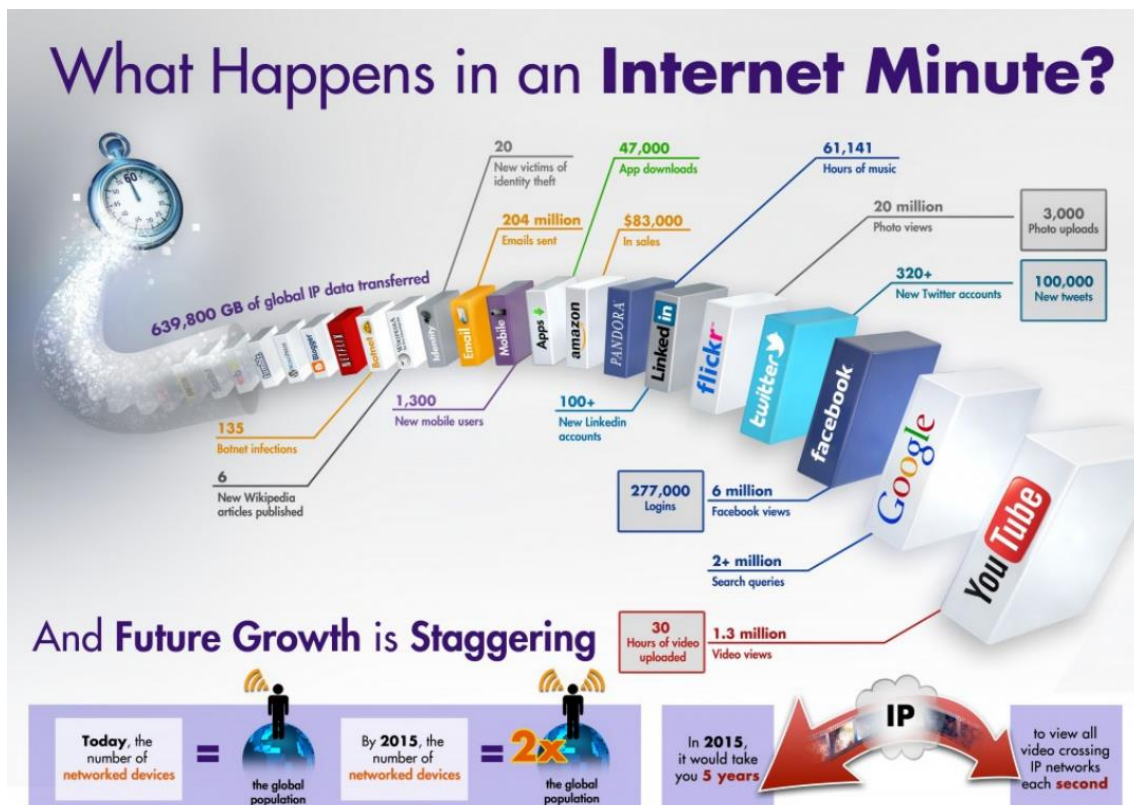 What Happens in an Internet Minute?
60
20
New victims of
identity theft
47,000
App downloads
61,141
Hours of music
204 million
Emails sent
$83,000
In sales
20 million
Photo views
3,000
Photo uploads
320+
New Twitter accounts
100,000
New tweets
639,800 GB of global IP data transferred
Blogger
NETFLIX
Botnet
WIKIPEDIA
Identity
Email
Mobile
Apps
amazon
PANDORA
Linkedin
flickr
twitter
facebook
Google
YouTube
135
Botnet infections
6
New Wikipedia
articles published
1,300
New mobile users
100+
New Linkedin
accounts
277,000
Logins
6 million
Facebook views
2+ million
Search queries
30
Hours of video
uploaded
1.3 million
Video views
And Future Growth is Staggering
Today, the
number of
networked devices
=
the global
population
By 2015, the
number of
networked devices
=
2x
the global
population
In 2015,
it would take
you 5 years
IP
to view all
video crossing
IP networks
each second